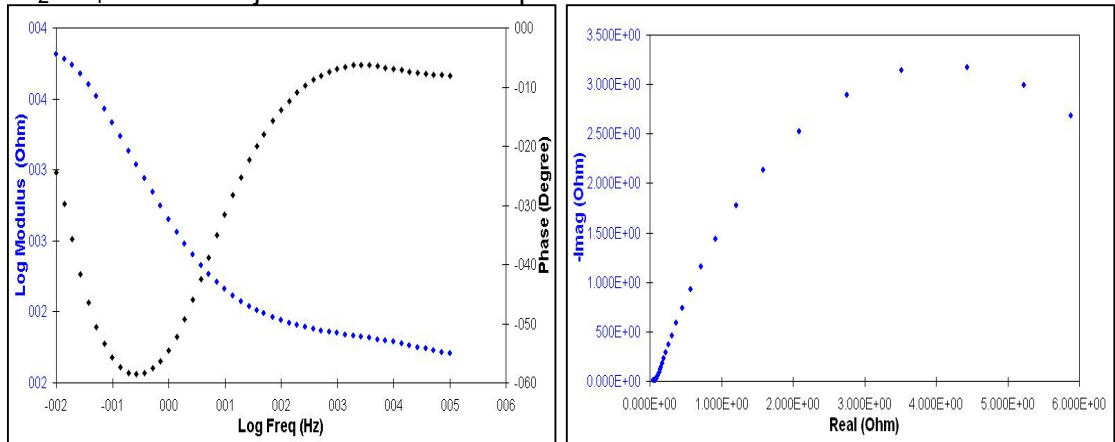 004
004
003
003
002
002
Log Modulus (Ohm)
000
-010
-020
-030
-040
-050
-060
Phase (Degree)
-002 -001 000 001 002 003 004 005 006
Log Freq (Hz)
3.500E+00
3.000E+00
2.500E+00
2.000E+00
1.500E+00
1.000E+00
500E+00
0.000E+00
-Imag (Ohm)
0.000E+00 1.000E+00 2.000E+00 3.000E+00 4.000E+00 5.000E+00 6.000E+00
Real (Ohm)